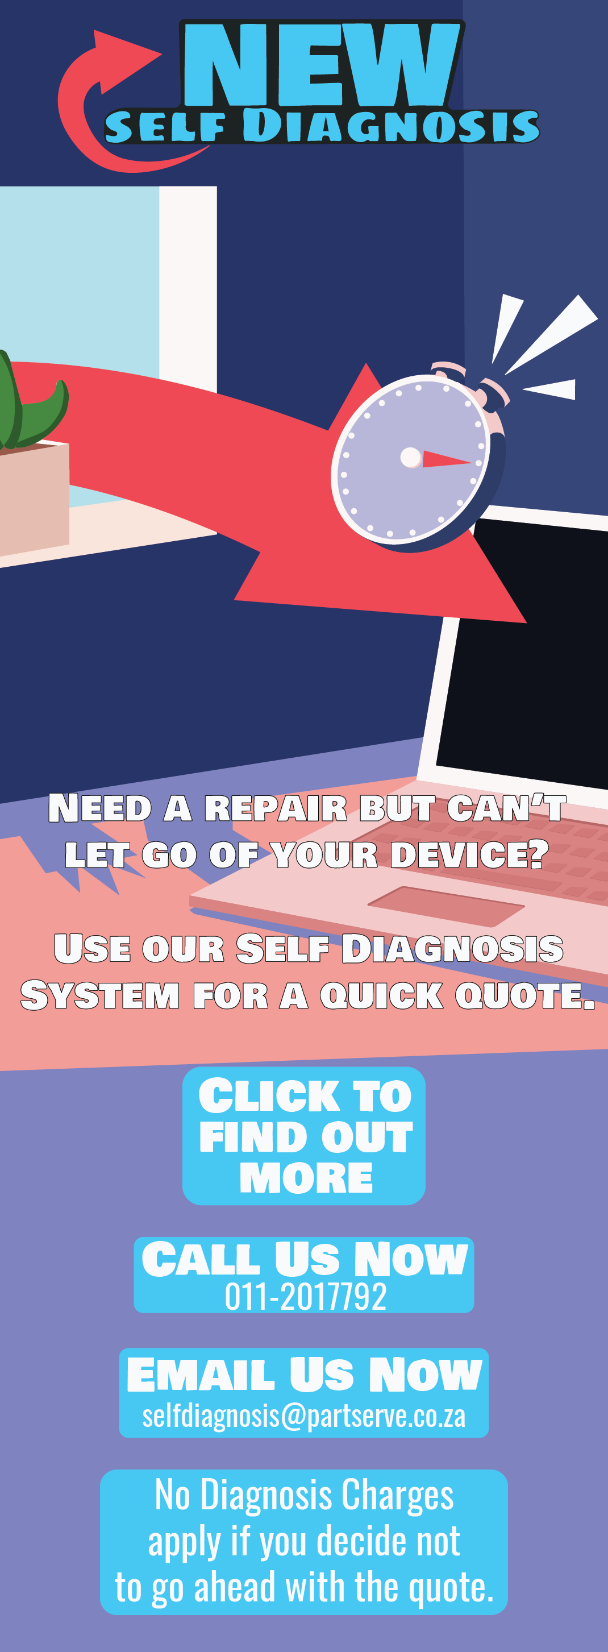 NEW
SELF DIAGNOSIS
NEED A REPAIR BUT CAN'T
LET GO OF YOUR DEVICE?
USE OUR SELF DIAGNOSIS
SYSTEM FOR A QUICK QUOTE.
CLICK TO
FIND OUT
MORE
CALL US NOW
011-2017792
EMAIL US NOW
selfdiagnosis@partserve.co.za
No Diagnosis Charges
apply if you decide not
to go ahead with the quote.